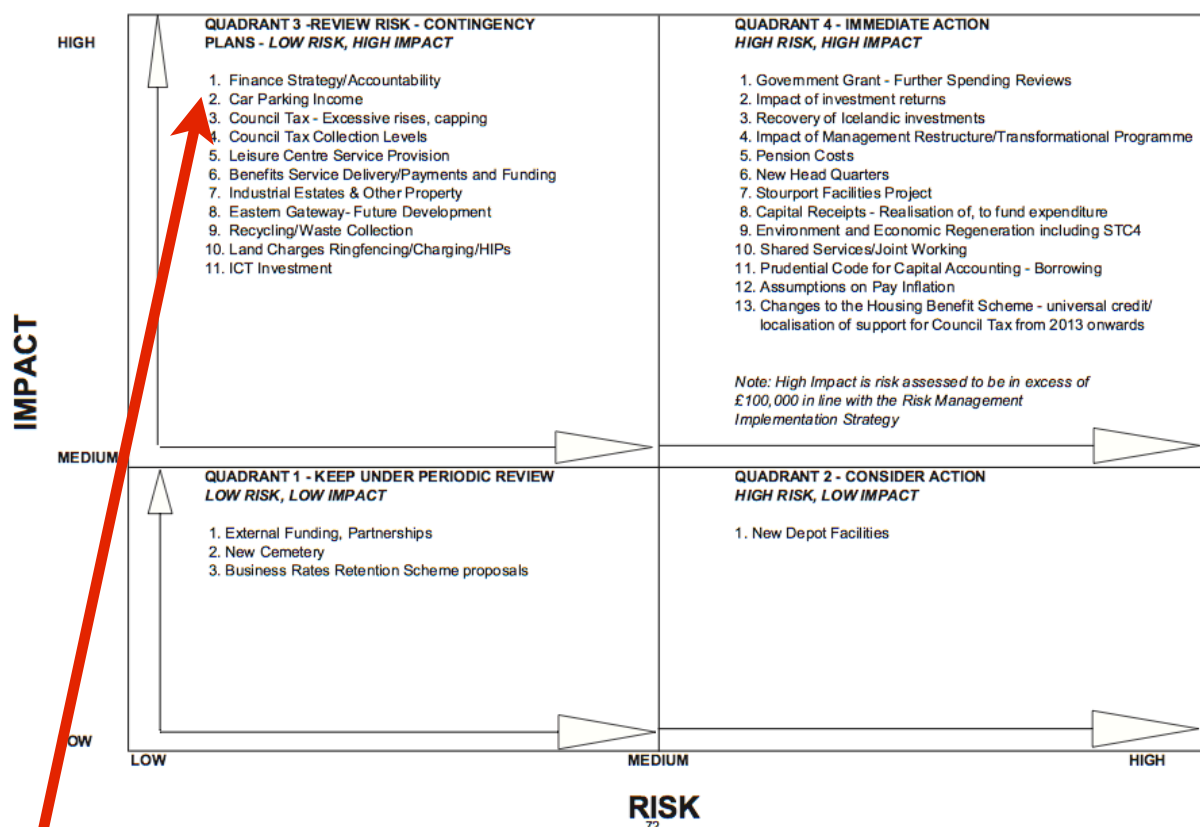 HIGH
QUADRANT 3 -REVIEW RISK - CONTINGENCY
PLANS - LOW RISK, HIGH IMPACT
1. Finance Strategy/Accountability
2. Car Parking Income
3. Council Tax - Excessive rises, capping
4. Council Tax Collection Levels
5. Leisure Centre Service Provision
6. Benefits Service Delivery/Payments and Funding
7. Industrial Estates & Other Property
8. Eastern Gateway- Future Development
9. Recycling/Waste Collection
10. Land Charges Ringfencing/Charging/HIPs
11. ICT Investment
QUADRANT 4 - IMMEDIATE ACTION
HIGH RISK, HIGH IMPACT
1. Government Grant - Further Spending Reviews
2. Impact of investment returns
3. Recovery of Icelandic investments
4. Impact of Management Restructure/Transformational Programme
5. Pension Costs
6. New Head Quarters
7. Stourport Facilities Project
8. Capital Receipts - Realisation of, to fund expenditure
9. Environment and Economic Regeneration including STC4
10. Shared Services/Joint Working
11. Prudential Code for Capital Accounting - Borrowing
12. Assumptions on Pay Inflation
13. Changes to the Housing Benefit Scheme - universal credit/
localisation of support for Council Tax from 2013 onwards
Note: High Impact is risk assessed to be in excess of
£100,000 in line with the Risk Management
Implementation Strategy
IMPACT
MEDIUM
QUADRANT 1 - KEEP UNDER PERIODIC REVIEW
LOW RISK, LOW IMPACT
1. External Funding, Partnerships
2. New Cemetery
3. Business Rates Retention Scheme proposals
QUADRANT 2 - CONSIDER ACTION
HIGH RISK, LOW IMPACT
1. New Depot Facilities
LOW
LOW
MEDIUM
HIGH
RISK
72